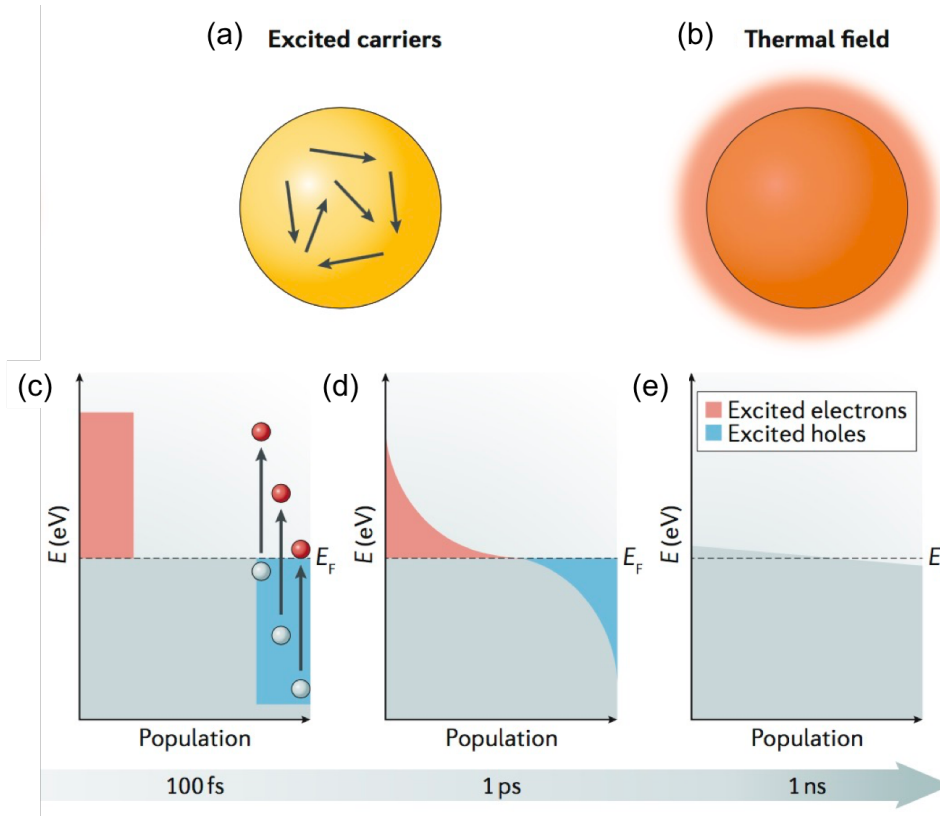 (a) Excited carriers
(b) Thermal field
(c)
E (eV)
E_F
Population
(d)
E (eV)
E_F
Population
(e)
Excited electrons
Excited holes
E (eV)
E
Population
100 fs
1 ps
1 ns